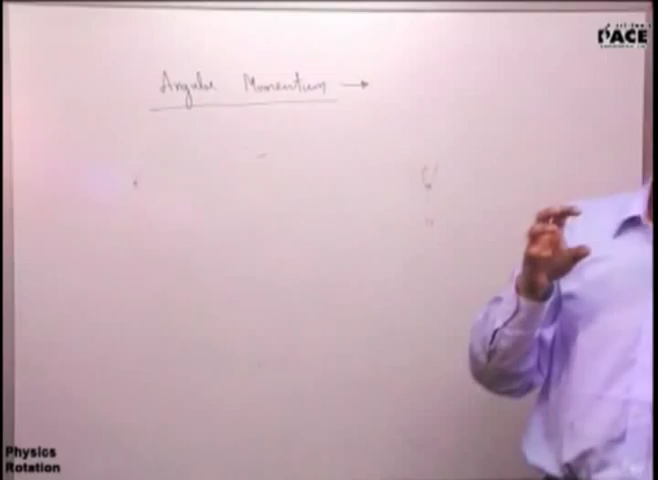 PACE
Angular Momentum →
Physics
Rotation